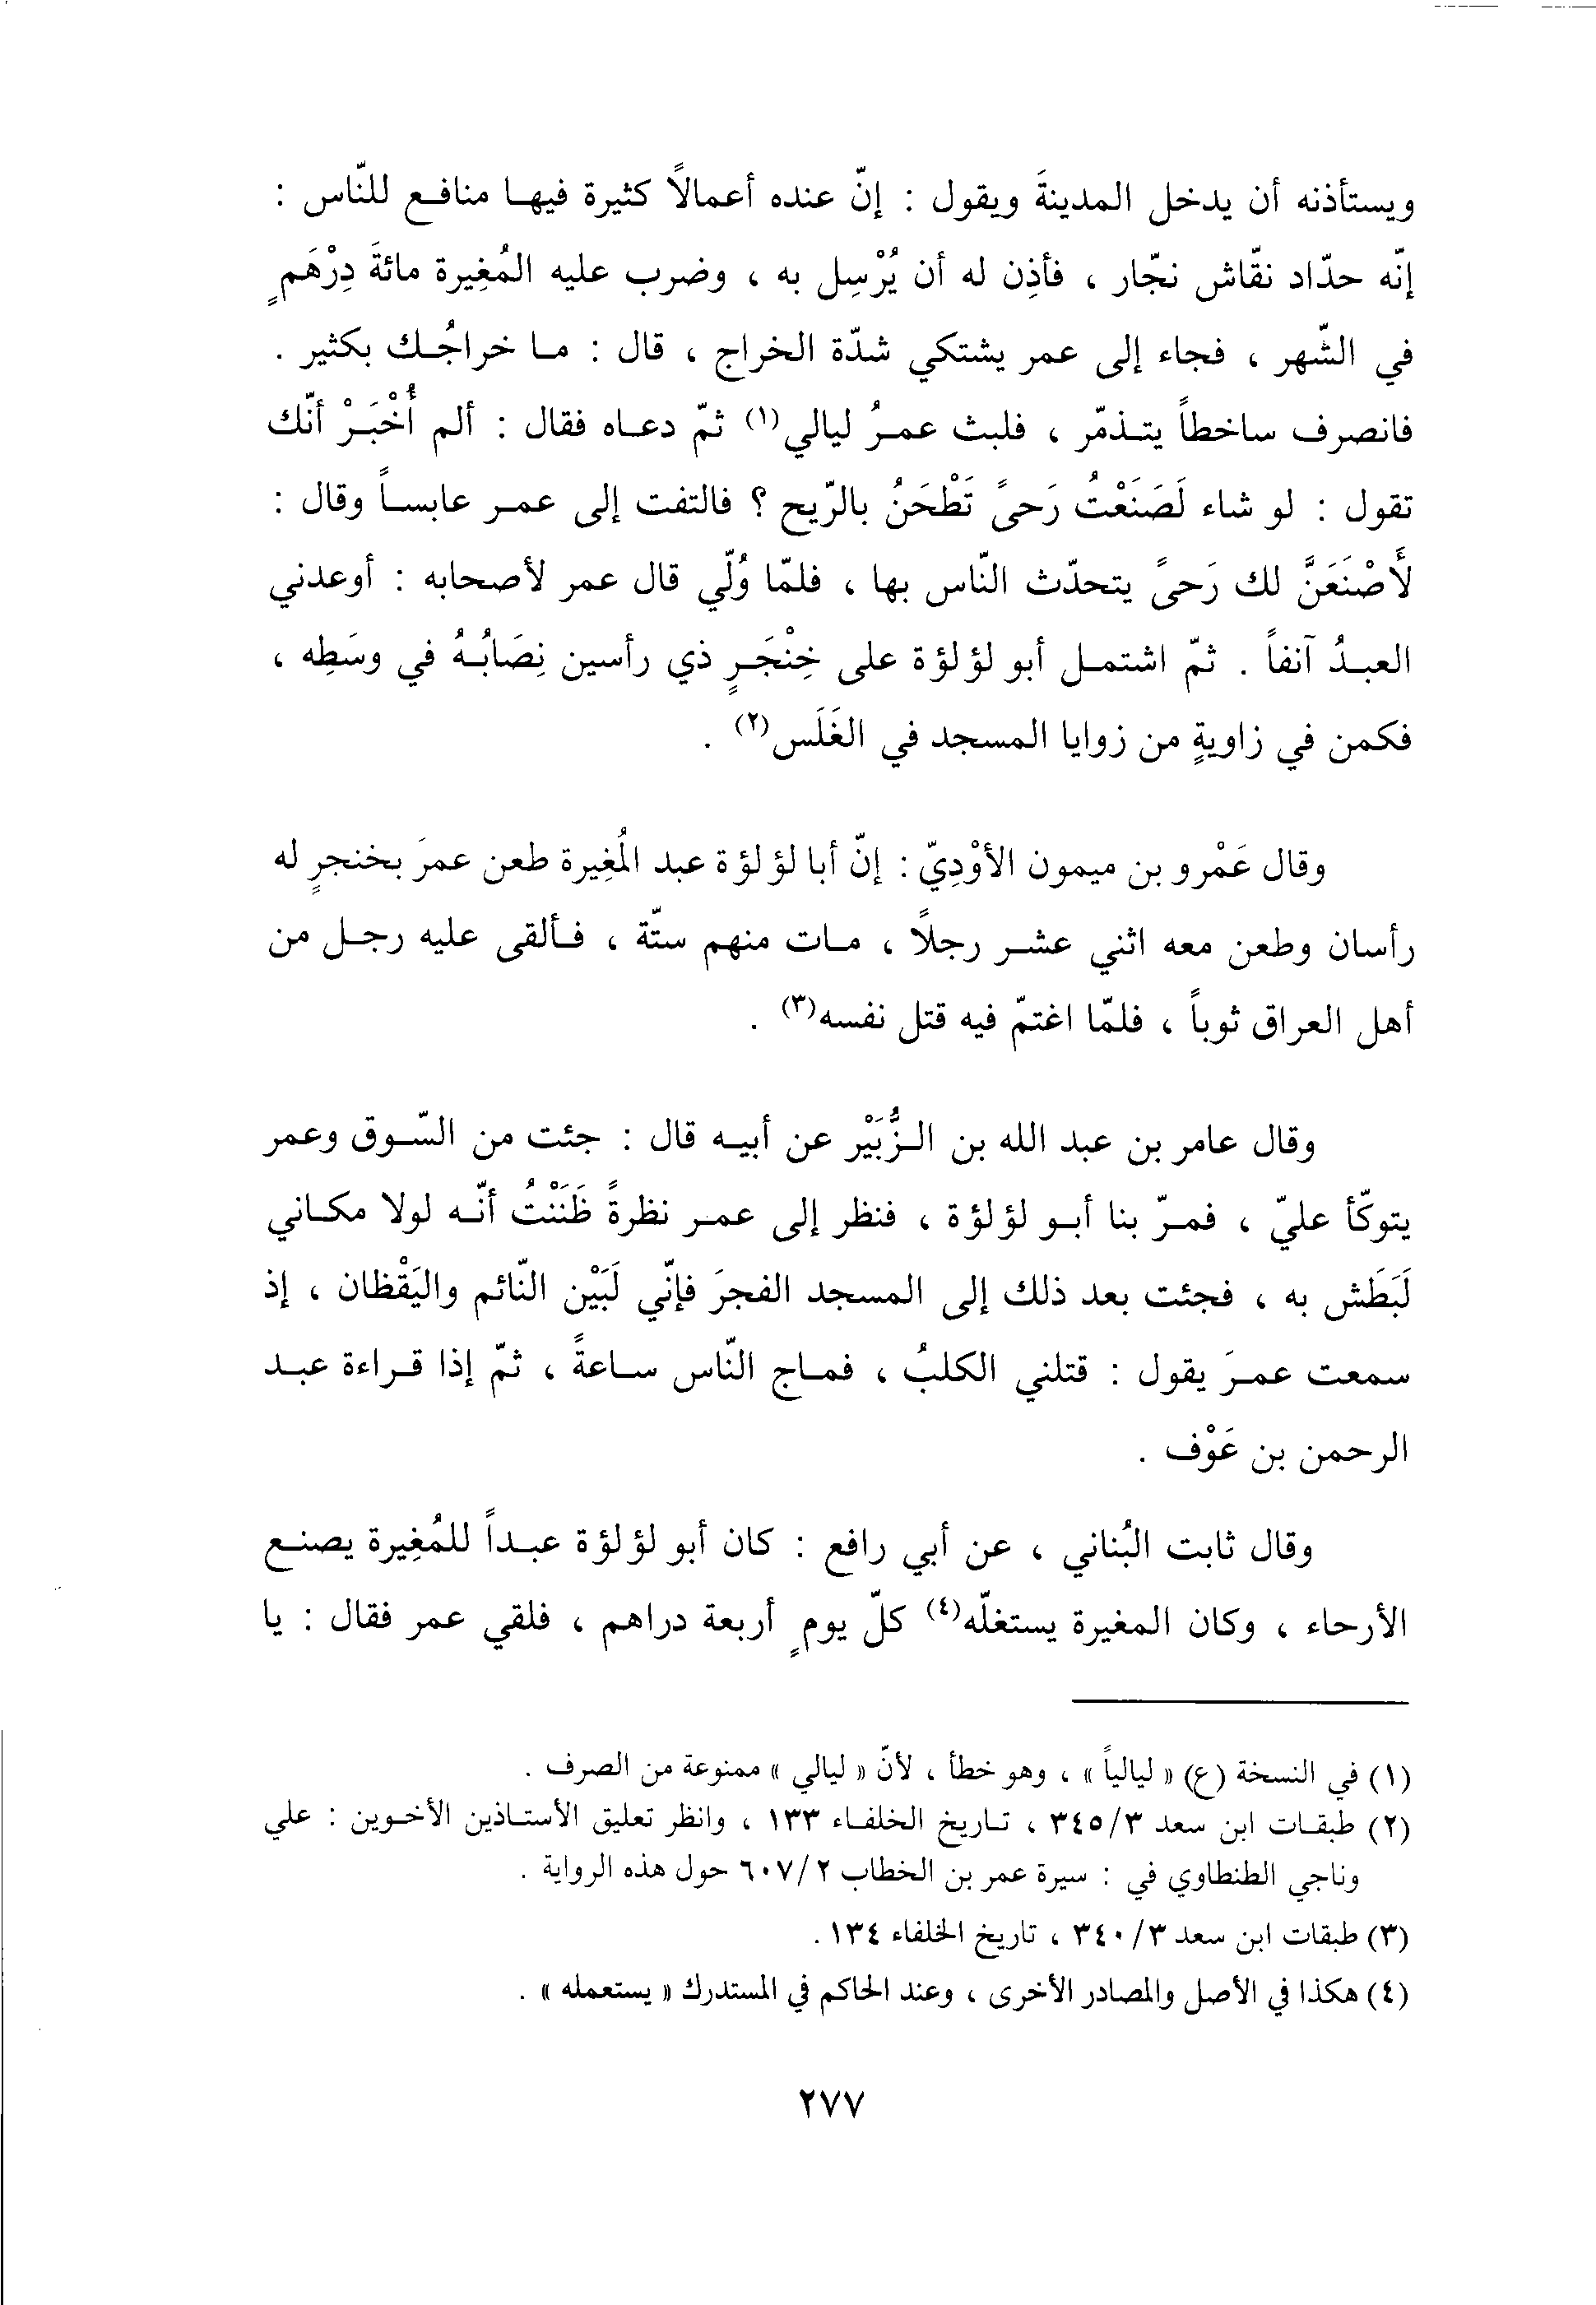 ويستأذنه أن يدخل المدينةَ ويقول : إنّ عنده أعمالاً كثيرة فيها منافع للنّاس :
إنّه حدّاد نقّاش نجّار ، فأذِن له أن يُرْسِل به ، وضرب عليه المُغِيرة مائةَ دِرْهَمٍ
في الشّهر ، فجاء إلى عمر يشتكي شدّة الخراج ، قال : ما خراجُك بكثير .
فانصرف ساخطاً يتذمّر ، فلبث عمرُ ليالي(١) ثمّ دعاه فقال : ألم أُخْبَرْ أنّك
تقول : لو شاء لَصَنَعْتُ رَحىً تَطْحَنُ بالرّيح ؟ فالتفت إلى عمر عابساً وقال :
لَأَصْنَعَنَّ لك رَحىً يتحدّث النّاس بها ، فلمّا وُلّي قال عمر لأصحابه : أوعدني
العبدُ آنفاً . ثمّ اشتمل أبو لؤلؤة على خِنْجَرٍ ذي رأسين نِصَابُهُ في وسَطِه ،
فكمن في زاويةٍ من زوايا المسجد في الغَلَس(٢) .
وقال عَمْرو بن ميمون الأوْدِيّ : إنّ أبا لؤلؤة عبد المُغِيرة طعن عمرَ بخنجرٍ له
رأسان وطعن معه اثني عشر رجلاً ، مات منهم ستّة ، فألقى عليه رجل من
أهل العراق ثوباً ، فلمّا اغتمّ فيه قتل نفسه(٣) .
وقال عامر بن عبد الله بن الزُّبَيْر عن أبيه قال : جئت من السّوق وعمر
يتوكّأ عليّ ، فمرّ بنا أبو لؤلؤة ، فنظر إلى عمر نظرةً ظَنَنْتُ أنّه لولا مكاني
لَبَطَش به ، فجئت بعد ذلك إلى المسجد الفجرَ فإنّي لَبَيْن النّائم واليَقْظان ، إذ
سمعت عمرَ يقول : قتلني الكلبُ ، فماج النّاس ساعةً ، ثمّ إذا قراءة عبد
الرحمن بن عَوْف .
وقال ثابت البُناني ، عن أبي رافع : كان أبو لؤلؤة عبداً للمُغِيرة يصنع
الأرحاء ، وكان المغيرة يستغلّه(٤) كلّ يومٍ أربعة دراهم ، فلقي عمر فقال : يا
(١) في النسخة (ع) « ليالياً » ، وهو خطأ ، لأنّ « ليالي » ممنوعة من الصرف .
(٢) طبقات ابن سعد ٣٤٥/٣ ، تاريخ الخلفاء ١٣٣ ، وانظر تعليق الأستاذين الأخوين : علي
وناجي الطنطاوي في : سيرة عمر بن الخطاب ٦٠٧/٢ حول هذه الرواية .
(٣) طبقات ابن سعد ٣٤٠/٣ ، تاريخ الخلفاء ١٣٤ .
(٤) هكذا في الأصل والمصادر الأخرى ، وعند الحاكم في المستدرك « يستعمله » .
٢٧٧